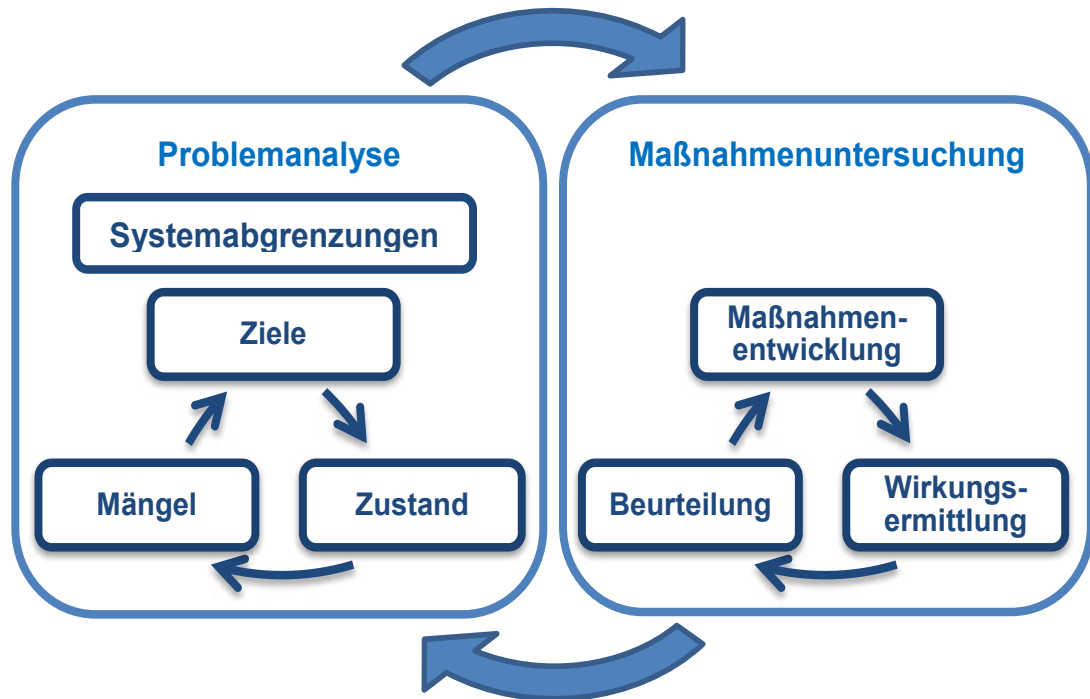 Problemanalyse
Systemabgrenzungen
Ziele
Mängel
Zustand
Maßnahmenuntersuchung
Maßnahmen-
entwicklung
Beurteilung
Wirkungs-
ermittlung